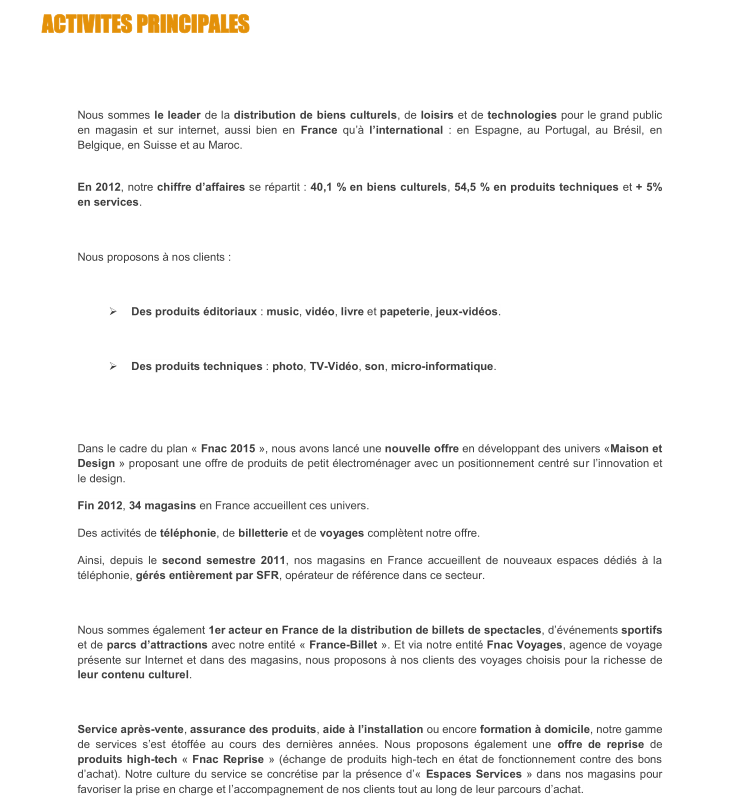 ACTIVITES PRINCIPALES
Nous sommes le leader de la distribution de biens culturels, de loisirs et de technologies pour le grand public
en magasin et sur internet, aussi bien en France qu’à l’international : en Espagne, au Portugal, au Brésil, en
Belgique, en Suisse et au Maroc.
En 2012, notre chiffre d’affaires se répartit : 40,1 % en biens culturels, 54,5 % en produits techniques et + 5%
en services.
Nous proposons à nos clients :
➢ Des produits éditoriaux : music, vidéo, livre et papeterie, jeux-vidéos.
➢ Des produits techniques : photo, TV-Vidéo, son, micro-informatique.
Dans le cadre du plan « Fnac 2015 », nous avons lancé une nouvelle offre en développant des univers «Maison et
Design » proposant une offre de produits de petit électroménager avec un positionnement centré sur l’innovation et
le design.
Fin 2012, 34 magasins en France accueillent ces univers.
Des activités de téléphonie, de billetterie et de voyages complètent notre offre.
Ainsi, depuis le second semestre 2011, nos magasins en France accueillent de nouveaux espaces dédiés à la
téléphonie, gérés entièrement par SFR, opérateur de référence dans ce secteur.
Nous sommes également 1er acteur en France de la distribution de billets de spectacles, d’événements sportifs
et de parcs d’attractions avec notre entité « France-Billet ». Et via notre entité Fnac Voyages, agence de voyage
présente sur Internet et dans des magasins, nous proposons à nos clients des voyages choisis pour la richesse de
leur contenu culturel.
Service après-vente, assurance des produits, aide à l’installation ou encore formation à domicile, notre gamme
de services s’est étoffée au cours des dernières années. Nous proposons également une offre de reprise de
produits high-tech « Fnac Reprise » (échange de produits high-tech en état de fonctionnement contre des bons
d’achat). Notre culture du service se concrétise par la présence d’« Espaces Services » dans nos magasins pour
favoriser la prise en charge et l’accompagnement de nos clients tout au long de leur parcours d’achat.